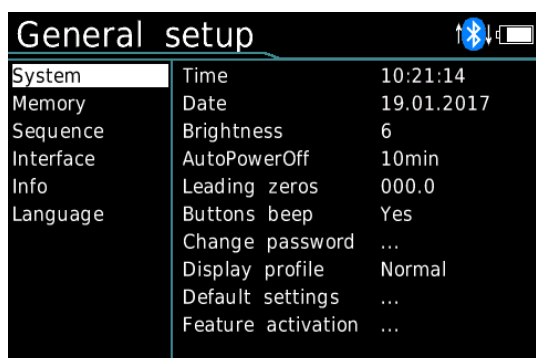 General setup
System
Memory
Sequence
Interface
Info
Language
Time 10:21:14
Date 19.01.2017
Brightness 6
AutoPowerOff 10min
Leading zeros 000.0
Buttons beep Yes
Change password ...
Display profile Normal
Default settings ...
Feature activation ...